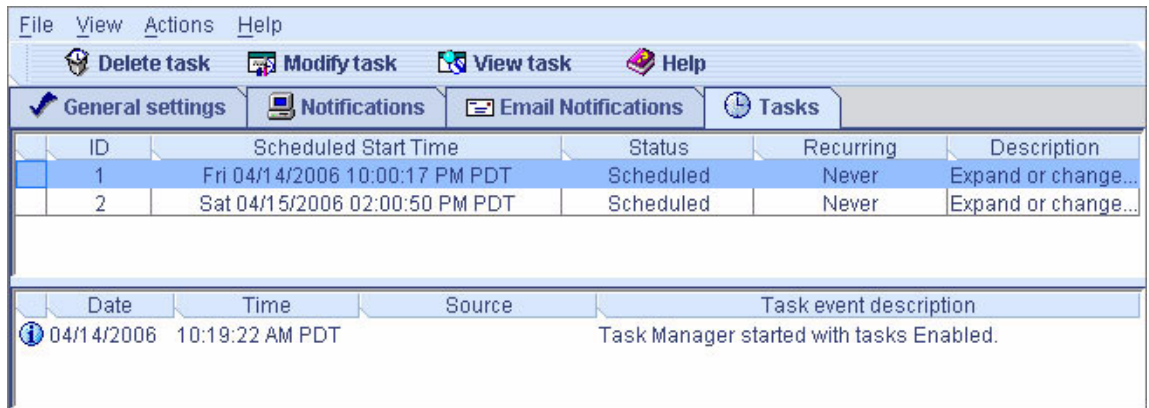 File View Actions Help
Delete task Modify task View task Help
General settings Notifications Email Notifications Tasks
ID Scheduled Start Time Status Recurring Description
1 Fri 04/14/2006 10:00:17 PM PDT Scheduled Never Expand or change...
2 Sat 04/15/2006 02:00:50 PM PDT Scheduled Never Expand or change...
Date Time Source Task event description
04/14/2006 10:19:22 AM PDT Task Manager started with tasks Enabled.